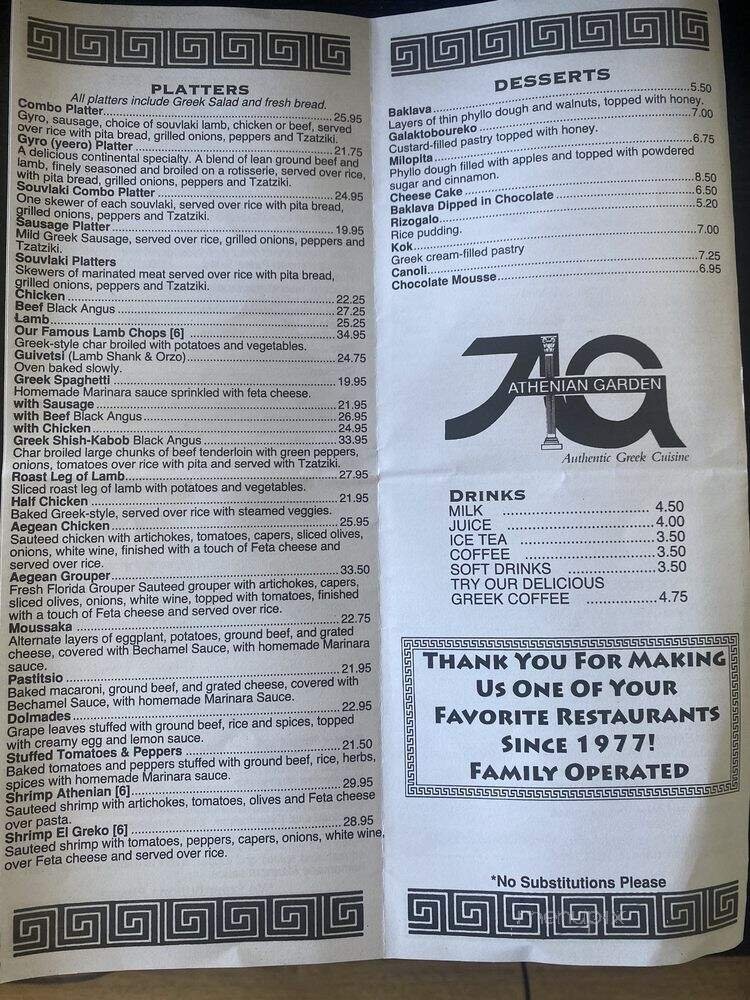 PLATTERS
All platters include Greek Salad and fresh bread.
Combo Platter 25.95
Gyro, sausage, choice of souvlaki lamb, chicken or beef, served
over rice with pita bread, grilled onions, peppers and Tzatziki.
Gyro (yeero) Platter 21.75
A delicious continental specialty. A blend of lean ground beef and
lamb, finely seasoned and broiled on a rotisserie, served over rice,
with pita bread, grilled onions, peppers and Tzatziki.
Souvlaki Combo Platter 24.95
One skewer of each souvlaki, served over rice with pita bread,
grilled onions, peppers and Tzatziki.
Sausage Platter 19.95
Mild Greek Sausage, served over rice, grilled onions, peppers and
Tzatziki.
Souvlaki Platters
Skewers of marinated meat served over rice with pita bread,
grilled onions, peppers and Tzatziki.
Chicken 22.25
Beef Black Angus 27.25
Lamb 25.25
Our Famous Lamb Chops [6] 34.95
Greek-style char broiled with potatoes and vegetables.
Guivetsi (Lamb Shank & Orzo) 24.75
Oven baked slowly.
Greek Spaghetti 19.95
Homemade Marinara sauce sprinkled with feta cheese.
with Sausage 21.95
with Beef Black Angus 26.95
with Chicken 24.95
Greek Shish-Kabob Black Angus 33.95
Char broiled large chunks of beef tenderloin with green peppers,
onions, tomatoes over rice with pita and served with Tzatziki.
Roast Leg of Lamb 27.95
Sliced roast leg of lamb with potatoes and vegetables.
Half Chicken 21.95
Baked Greek-style, served over rice with steamed veggies.
Aegean Chicken 25.95
Sauteed chicken with artichokes, tomatoes, capers, sliced olives,
onions, white wine, finished with a touch of Feta cheese and
served over rice.
Aegean Grouper 33.50
Fresh Florida Grouper Sauteed grouper with artichokes, capers,
sliced olives, onions, white wine, topped with tomatoes, finished
with a touch of Feta cheese and served over rice.
Moussaka 22.75
Alternate layers of eggplant, potatoes, ground beef, and grated
cheese, covered with Bechamel Sauce, with homemade Marinara
sauce.
Pastitsio 21.95
Baked macaroni, ground beef, and grated cheese, covered with
Bechamel Sauce, with homemade Marinara Sauce.
Dolmades 22.95
Grape leaves stuffed with ground beef, rice and spices, topped
with creamy egg and lemon sauce.
Stuffed Tomatoes & Peppers 21.50
Baked tomatoes and peppers stuffed with ground beef, rice, herbs,
spices with homemade Marinara sauce.
Shrimp Athenian [6] 29.95
Sauteed shrimp with artichokes, tomatoes, olives and Feta cheese
over pasta.
Shrimp El Greko [6] 28.95
Sauteed shrimp with tomatoes, peppers, capers, onions, white wine,
over Feta cheese and served over rice.
DESSERTS
Baklava 5.50
Layers of thin phyllo dough and walnuts, topped with honey.
Galaktoboureko 7.00
Custard-filled pastry topped with honey.
Milopita 6.75
Phyllo dough filled with apples and topped with powdered
sugar and cinnamon.
Cheese Cake 8.50
Baklava Dipped in Chocolate 6.50
Rizogalo 5.20
Rice pudding.
Kok 7.00
Greek cream-filled pastry
Canoli 7.25
Chocolate Mousse 6.95
AG
ATHENIAN GARDEN
Authentic Greek Cuisine
DRINKS
MILK 4.50
JUICE 4.00
ICE TEA 3.50
COFFEE 3.50
SOFT DRINKS 3.50
TRY OUR DELICIOUS
GREEK COFFEE 4.75
THANK YOU FOR MAKING
US ONE OF YOUR
FAVORITE RESTAURANTS
SINCE 1977!
FAMILY OPERATED
*No Substitutions Please
menupix